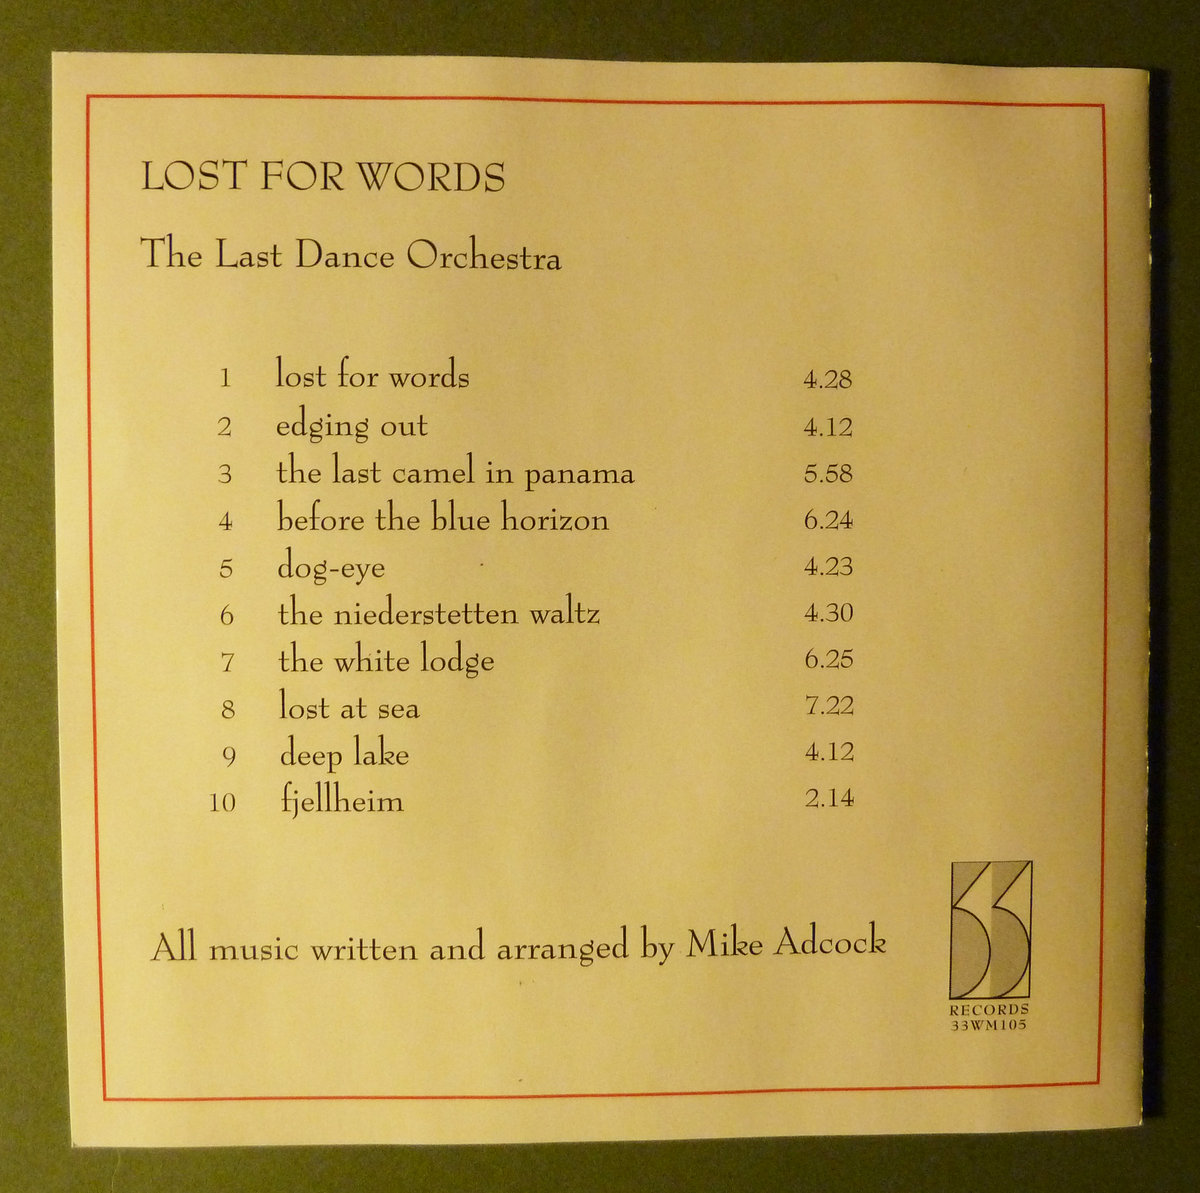 LOST FOR WORDS
The Last Dance Orchestra
1 lost for words 4.28
2 edging out 4.12
3 the last camel in panama 5.58
4 before the blue horizon 6.24
5 dog-eye 4.23
6 the niederstetten waltz 4.30
7 the white lodge 6.25
8 lost at sea 7.22
9 deep lake 4.12
10 fjellheim 2.14
All music written and arranged by Mike Adcock
33
RECORDS
33WM105